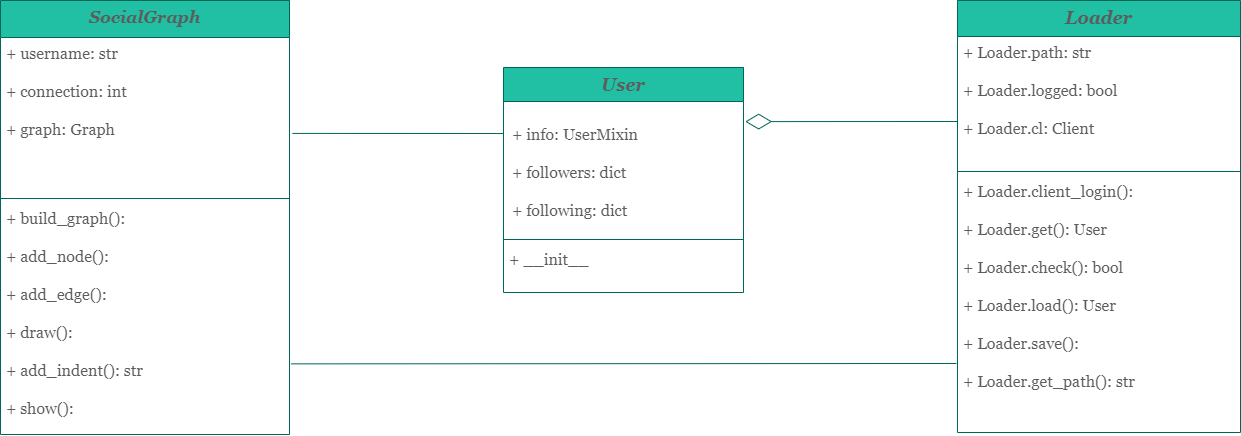 SocialGraph
+ username: str
+ connection: int
+ graph: Graph
+ build_graph():
+ add_node():
+ add_edge():
+ draw():
+ add_indent(): str
+ show():
User
+ info: UserMixin
+ followers: dict
+ following: dict
+ __init__
Loader
+ Loader.path: str
+ Loader.logged: bool
+ Loader.cl: Client
+ Loader.client_login():
+ Loader.get(): User
+ Loader.check(): bool
+ Loader.load(): User
+ Loader.save():
+ Loader.get_path(): str